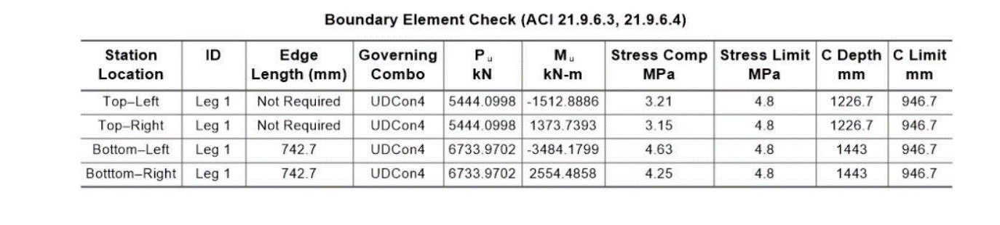 Boundary Element Check (ACI 21.9.6.3, 21.9.6.4)
Station Location ID Edge Length (mm) Governing Combo Pu kN Mu kN-m Stress Comp MPa Stress Limit MPa C Depth mm C Limit mm
Top–Left Leg 1 Not Required UDCon4 5444.0998 -1512.8886 3.21 4.8 1226.7 946.7
Top–Right Leg 1 Not Required UDCon4 5444.0998 1373.7393 3.15 4.8 1226.7 946.7
Bottom–Left Leg 1 742.7 UDCon4 6733.9702 -3484.1799 4.63 4.8 1443 946.7
Botttom–Right Leg 1 742.7 UDCon4 6733.9702 2554.4858 4.25 4.8 1443 946.7